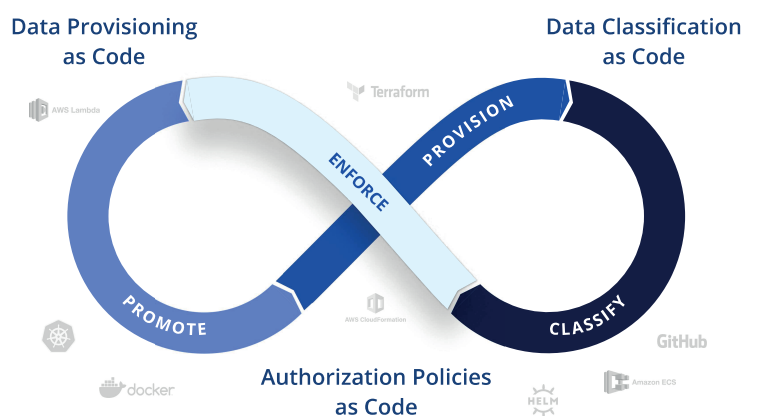 Data Provisioning
as Code
Data Classification
as Code
AWS Lambda
Terraform
PROVISION
ENFORCE
PROMOTE
CLASSIFY
AWS CloudFormation
GitHub
docker
Authorization Policies
as Code
Amazon ECS
HELM